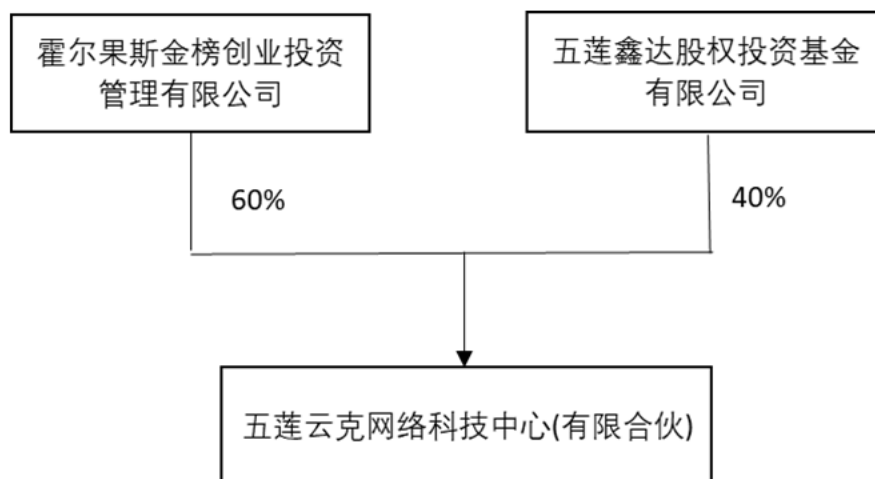 霍尔果斯金榜创业投资
管理有限公司
五莲鑫达股权投资基金
有限公司
60%
40%
五莲云克网络科技中心(有限合伙)